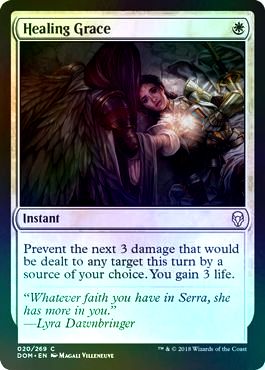 Healing Grace
Instant
Prevent the next 3 damage that would
be dealt to any target this turn by a
source of your choice. You gain 3 life.
“Whatever faith you have in Serra, she
has more in you.”
—Lyra Dawnbringer
020/269 C
DOM • EN MAGALI VILLENEUVE
™ & © 2018 Wizards of the Coast